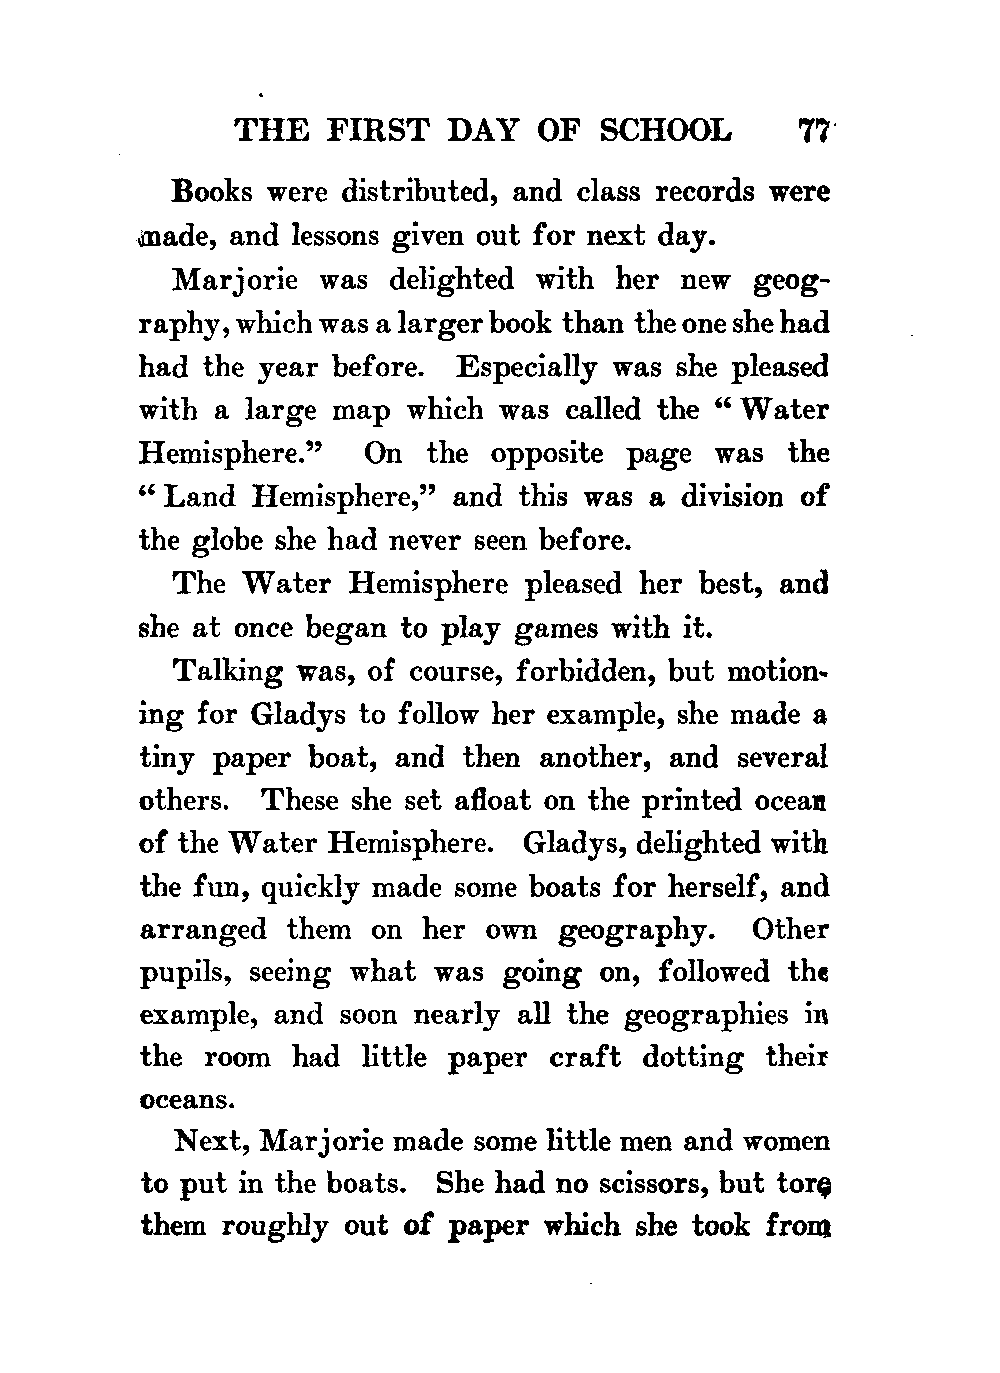 THE FIRST DAY OF SCHOOL 77
Books were distributed, and class records were
made, and lessons given out for next day.
Marjorie was delighted with her new geog-
raphy, which was a larger book than the one she had
had the year before. Especially was she pleased
with a large map which was called the “ Water
Hemisphere.” On the opposite page was the
“ Land Hemisphere,” and this was a division of
the globe she had never seen before.
The Water Hemisphere pleased her best, and
she at once began to play games with it.
Talking was, of course, forbidden, but motion-
ing for Gladys to follow her example, she made a
tiny paper boat, and then another, and several
others. These she set afloat on the printed ocean
of the Water Hemisphere. Gladys, delighted with
the fun, quickly made some boats for herself, and
arranged them on her own geography. Other
pupils, seeing what was going on, followed the
example, and soon nearly all the geographies in
the room had little paper craft dotting their
oceans.
Next, Marjorie made some little men and women
to put in the boats. She had no scissors, but tore
them roughly out of paper which she took from